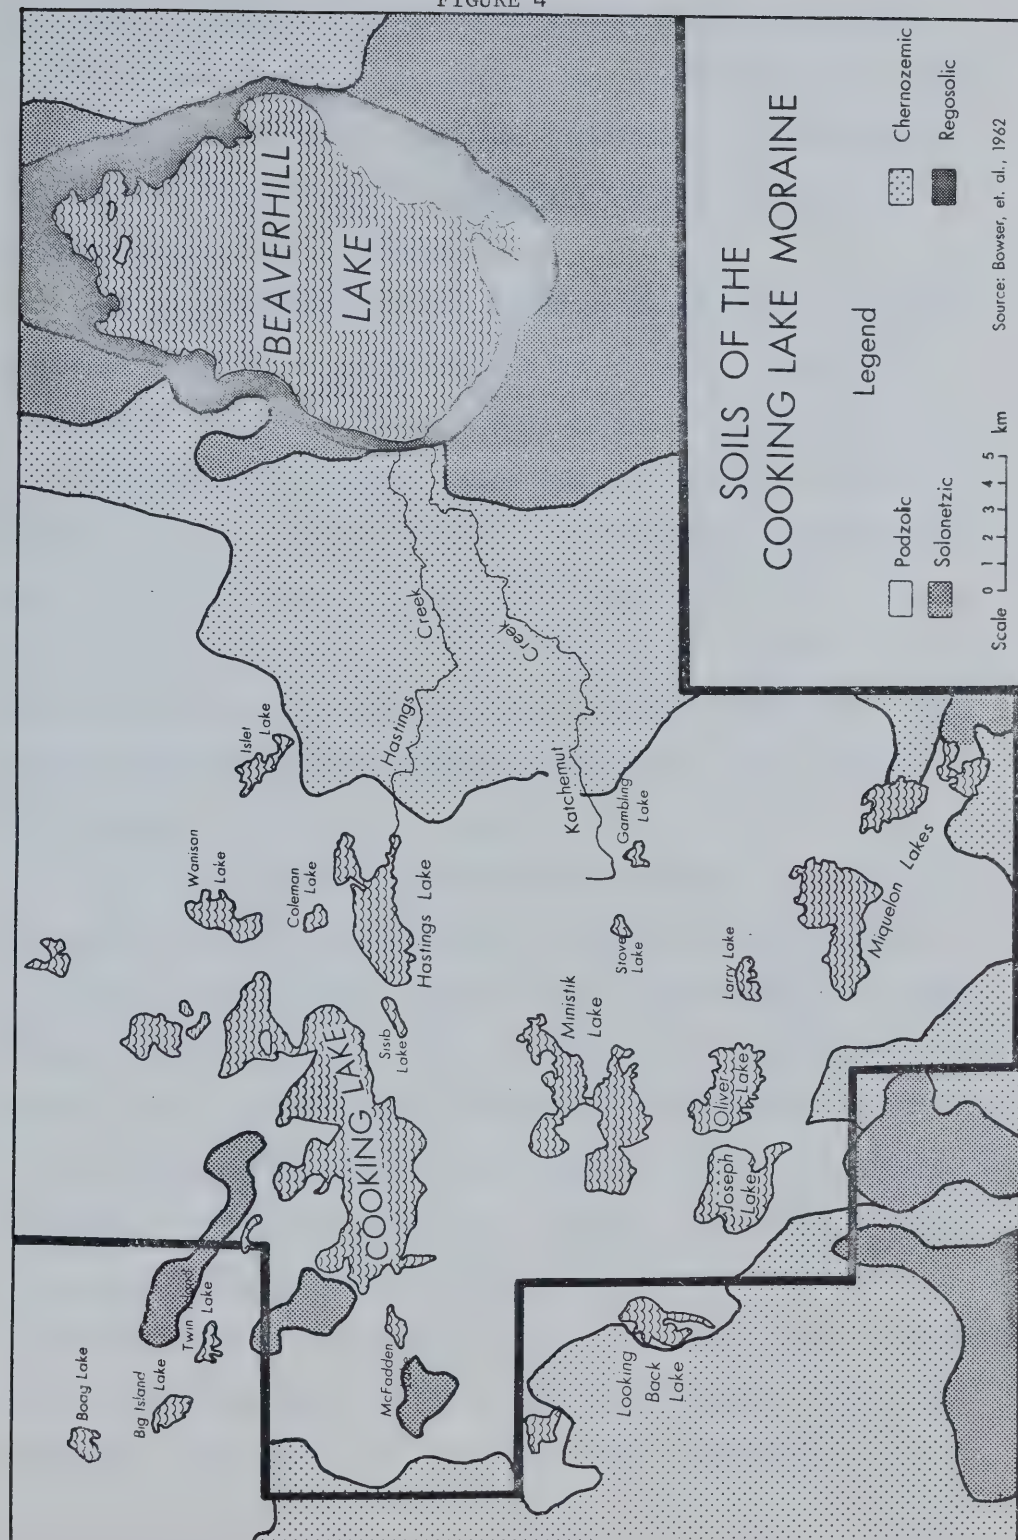 FIGURE 4
BEAVERHILL
LAKE
Hastings
Creek
Katchemut
Creek
Islet
Lake
Wanison
Lake
Coleman
Lake
Hastings Lake
Gambling
Lake
Stove
Lake
Ministik
Lake
Larry Lake
Miquelon Lakes
Oliver
Lake
Joseph
Lake
Sisib
Lake
COOKING LAKE
Boag Lake
Big Island
Lake
Twin
Lake
McFadden
Looking
Back
Lake
SOILS OF THE
COOKING LAKE MORAINE
Legend
Podzolic
Chernozemic
Solonetzic
Regosolic
Scale 0 1 2 3 4 5 km
Source: Bowser, et. al., 1962